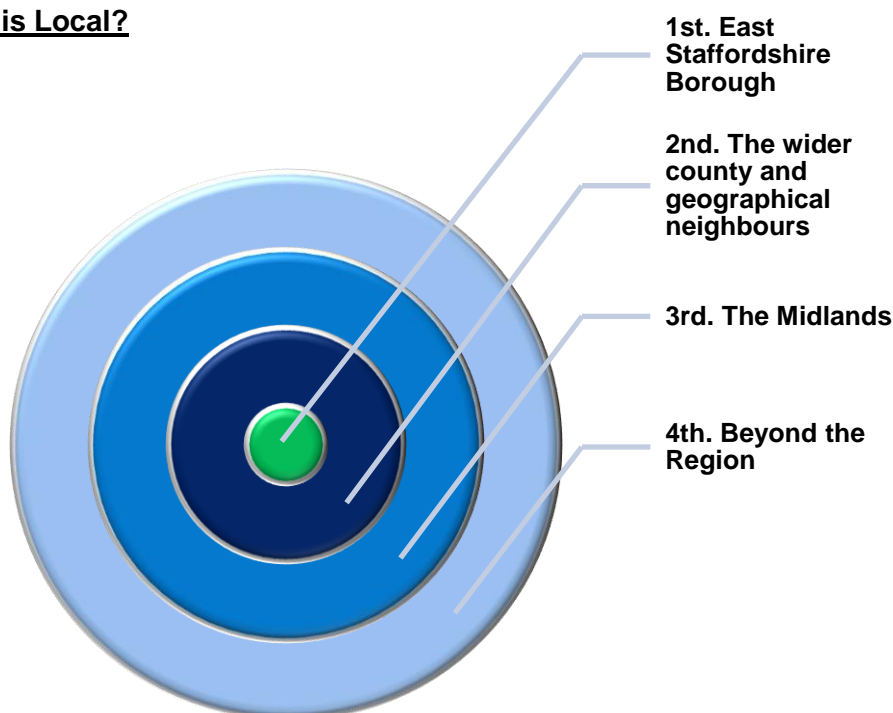 is Local?
1st. East
Staffordshire
Borough
2nd. The wider
county and
geographical
neighbours
3rd. The Midlands
4th. Beyond the
Region